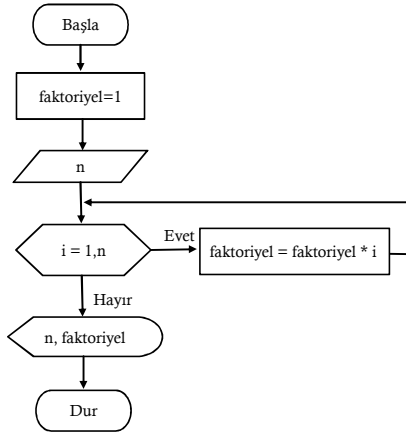 Başla
faktoriyel=1
n
i = 1,n
Evet
faktoriyel = faktoriyel * i
Hayır
n, faktoriyel
Dur